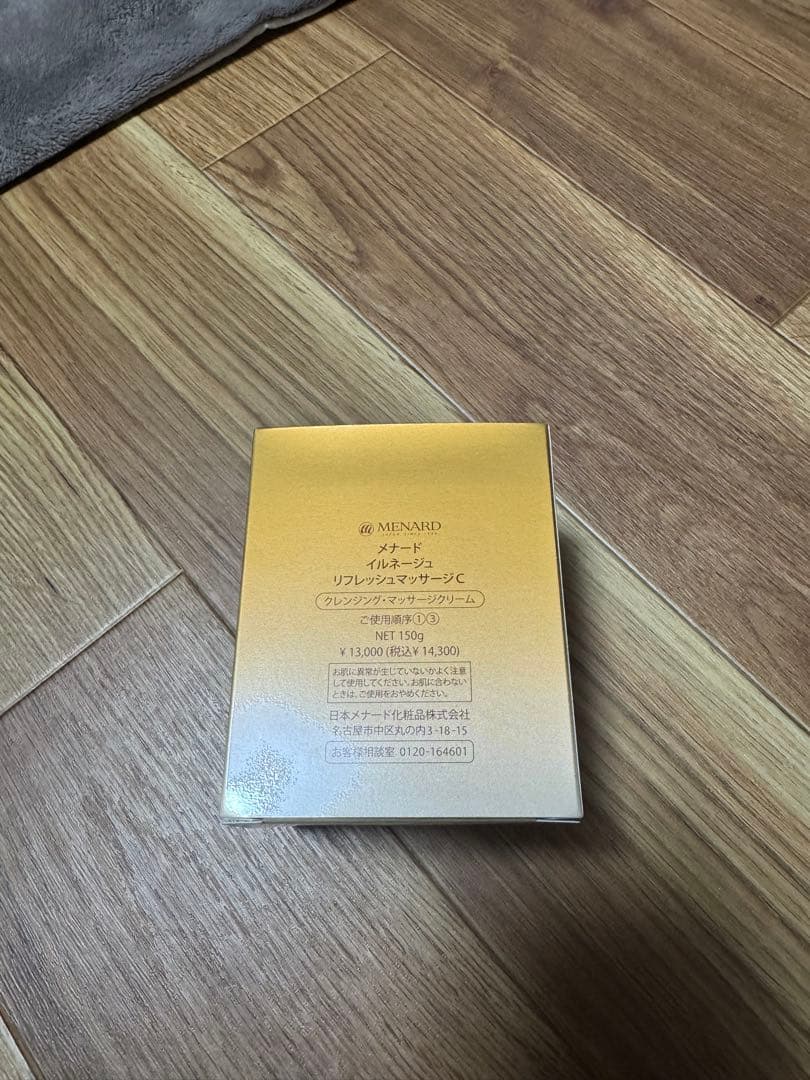 MENARD
JAPAN SINCE 1959
メナード
イルネージュ
リフレッシュマッサージC
クレンジング・マッサージクリーム
ご使用順序①③
NET 150g
¥13,000 (税込¥14,300)
お肌に異常が生じていないかよく注意
して使用してください。お肌に合わない
ときは、ご使用をおやめください。
日本メナード化粧品株式会社
名古屋市中区丸の内3-18-15
お客様相談室 0120-164601